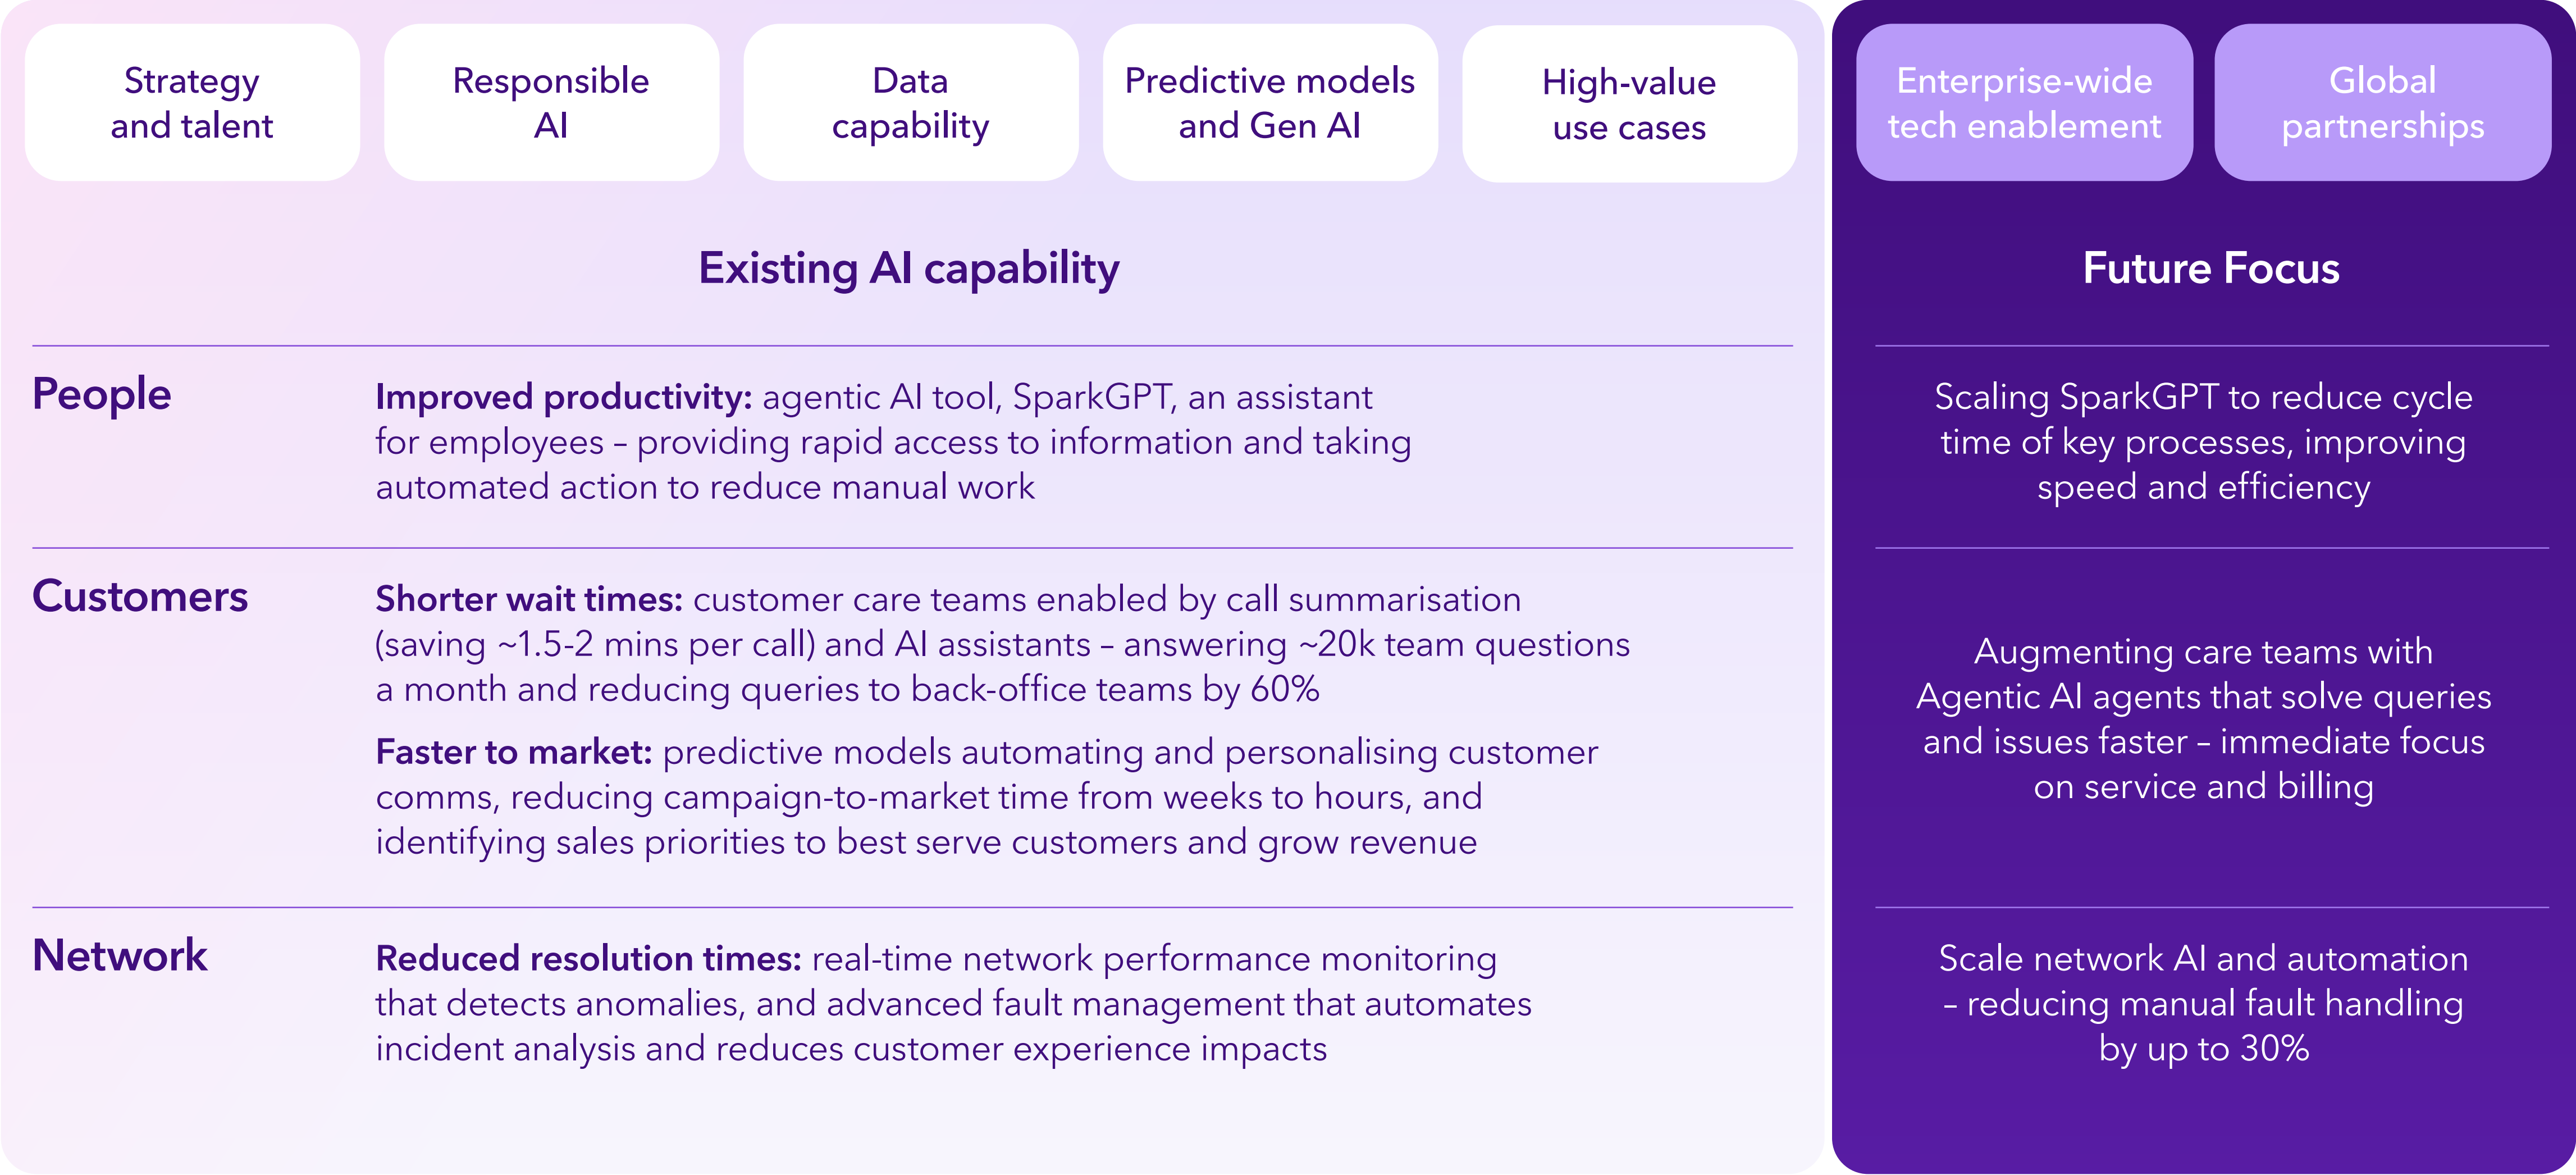 Strategy
and talent
Responsible
AI
Data
capability
Predictive models
and Gen AI
High-value
use cases
Enterprise-wide
tech enablement
Global
partnerships
Existing AI capability
Future Focus
People
Improved productivity: agentic AI tool, SparkGPT, an assistant
for employees – providing rapid access to information and taking
automated action to reduce manual work
Scaling SparkGPT to reduce cycle
time of key processes, improving
speed and efficiency
Customers
Shorter wait times: customer care teams enabled by call summarisation
(saving ~1.5-2 mins per call) and AI assistants – answering ~20k team questions
a month and reducing queries to back-office teams by 60%
Faster to market: predictive models automating and personalising customer
comms, reducing campaign-to-market time from weeks to hours, and
identifying sales priorities to best serve customers and grow revenue
Augmenting care teams with
Agentic AI agents that solve queries
and issues faster – immediate focus
on service and billing
Network
Reduced resolution times: real-time network performance monitoring
that detects anomalies, and advanced fault management that automates
incident analysis and reduces customer experience impacts
Scale network AI and automation
– reducing manual fault handling
by up to 30%